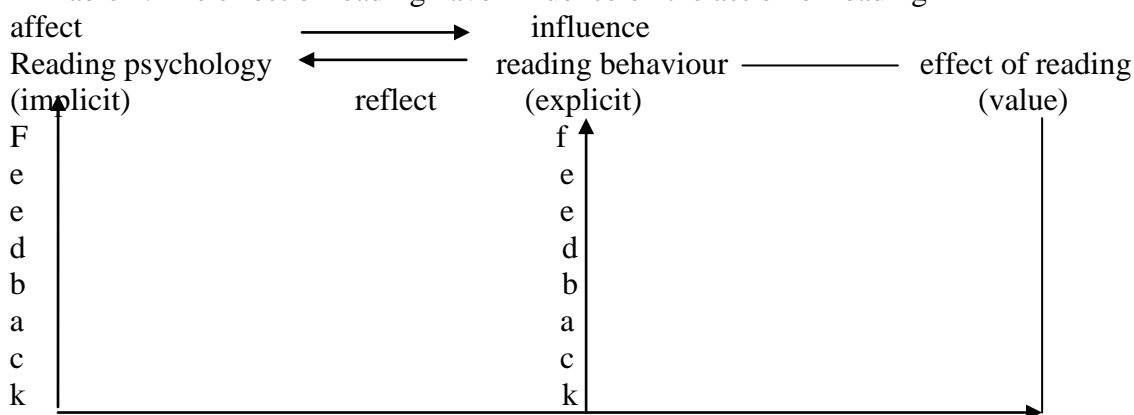 affect influence
Reading psychology reading behaviour effect of reading
(implicit) reflect (explicit) (value)
F f
e e
e e
d d
b b
a a
c c
k k